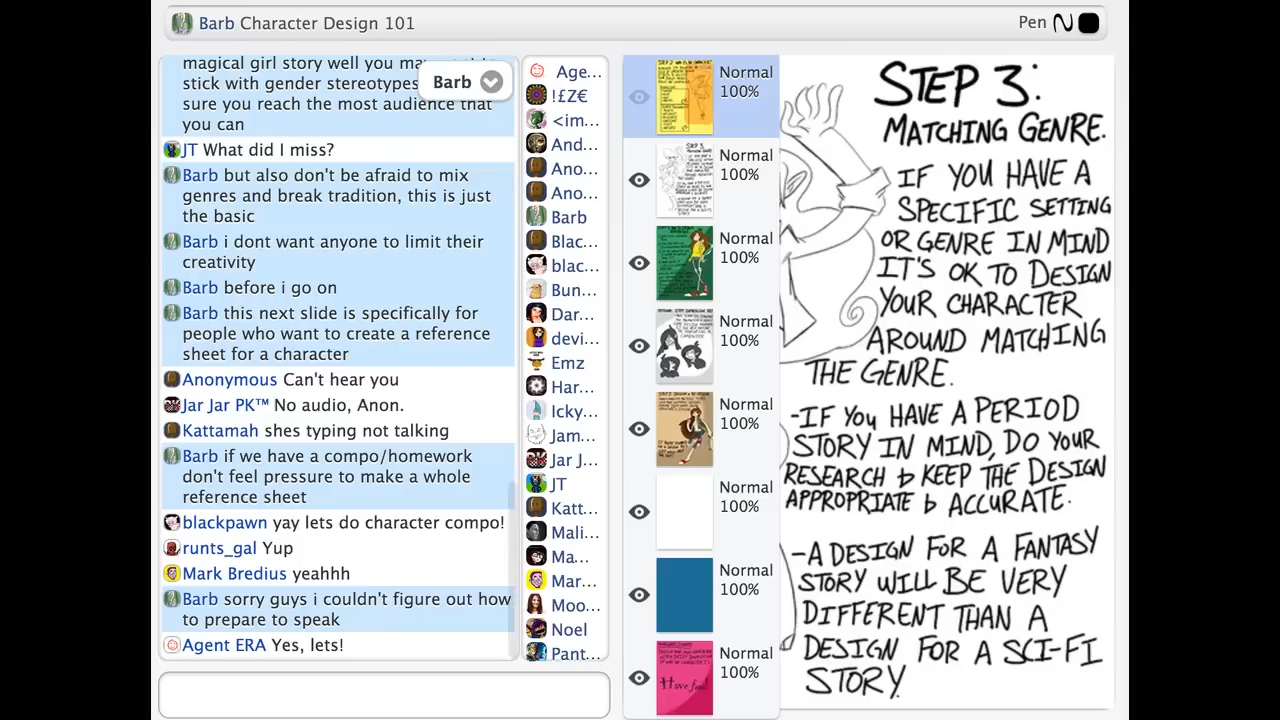 Barb Character Design 101
Pen
magical girl story well you may
stick with gender stereotypes
sure you reach the most audience that
you can
Barb
JT What did I miss?
Barb but also don't be afraid to mix
genres and break tradition, this is just
the basic
Barb i dont want anyone to limit their
creativity
Barb before i go on
Barb this next slide is specifically for
people who want to create a reference
sheet for a character
Anonymous Can't hear you
Jar Jar PK™ No audio, Anon
Kattamah shes typing not talking
Barb if we have a compo/homework
don't feel pressure to make a whole
reference sheet
blackpawn yay lets do character compo!
runts_gal Yup
Mark Bredius yeahhh
Barb sorry guys i couldn't figure out how
to prepare to speak
Agent ERA Yes, lets!
Age...
!£Z€
<im...
And...
Ano...
Ano...
Barb
Blac...
blac...
Bun...
Dar...
devi...
Emz
Har...
Icky...
Jam...
Jar J...
JT
Katt...
Mali...
Ma...
Mar...
Moo...
Noel
Pant...
Normal
100%
Normal
100%
Normal
100%
Normal
100%
Normal
100%
Normal
100%
Normal
100%
Normal
100%
Have fun!
STEP 3:
MATCHING GENRE.
IF YOU HAVE A
SPECIFIC SETTING
OR GENRE IN MIND
IT'S OK TO DESIGN
YOUR CHARACTER
AROUND MATCHING
THE GENRE.
-IF YOU HAVE A PERIOD
STORY IN MIND, DO YOUR
RESEARCH & KEEP THE DESIGN
APPROPRIATE & ACCURATE.
-A DESIGN FOR A FANTASY
STORY WILL BE VERY
DIFFERENT THAN A
DESIGN FOR A SCI-FI
STORY.